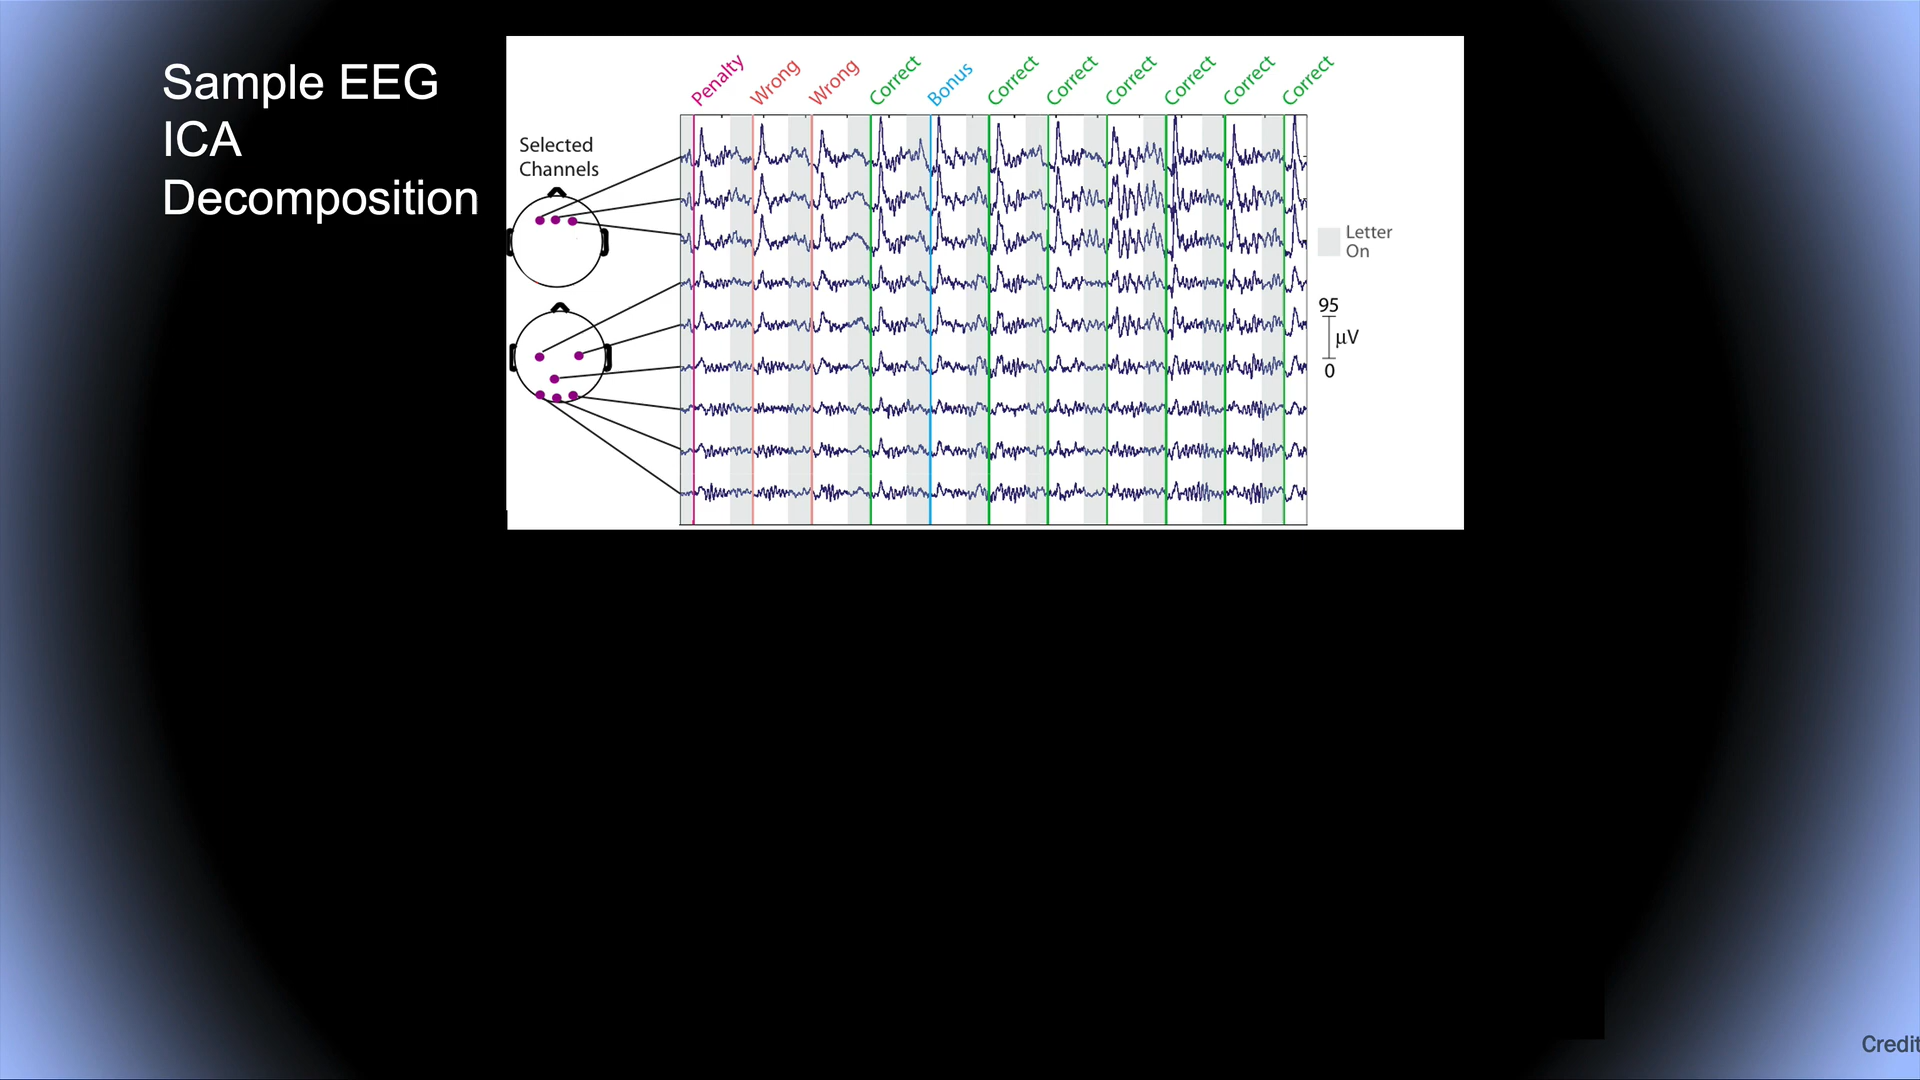 Sample EEG
ICA
Decomposition
Penalty
Wrong
Wrong
Correct
Bonus
Correct
Correct
Correct
Correct
Correct
Correct
Selected
Channels
Letter
On
95
µV
0
Credit